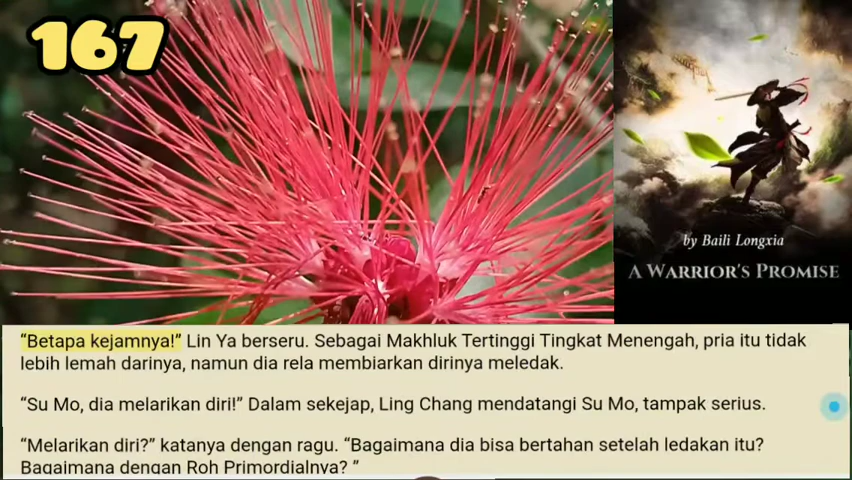 167
by Baili Longxia
A WARRIOR'S PROMISE
“Betapa kejamnya!” Lin Ya berseru. Sebagai Makhluk Tertinggi Tingkat Menengah, pria itu tidak
lebih lemah darinya, namun dia rela membiarkan dirinya meledak.
“Su Mo, dia melarikan diri!” Dalam sekejap, Ling Chang mendatangi Su Mo, tampak serius.
“Melarikan diri?” katanya dengan ragu. “Bagaimana dia bisa bertahan setelah ledakan itu?
Bagaimana dengan Roh Primordialnya? ”